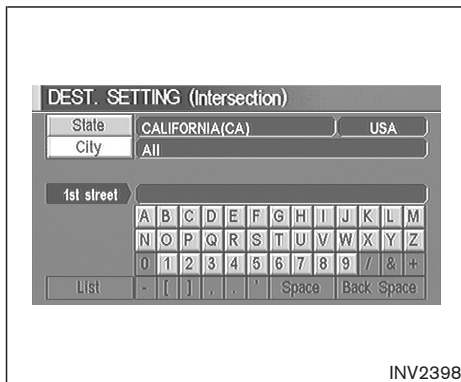 DEST. SETTING (Intersection)
State CALIFORNIA(CA) USA
City All
1st street
A B C D E F G H I J K L M
N O P Q R S T U V W X Y Z
0 1 2 3 4 5 6 7 8 9 / & +
List - [ ] , . ' Space Back Space
INV2398